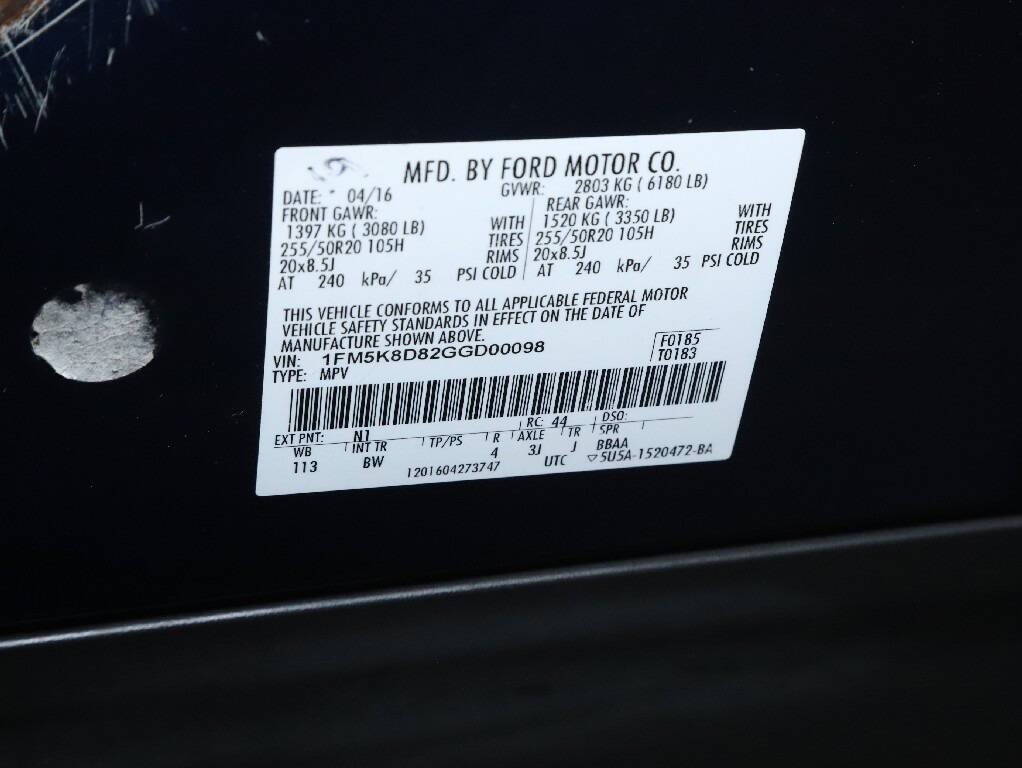 MFD. BY FORD MOTOR CO.
DATE: 04/16 GVWR: 2803 KG ( 6180 LB)
FRONT GAWR: REAR GAWR:
1397 KG ( 3080 LB) WITH 1520 KG ( 3350 LB) WITH
255/50R20 105H TIRES 255/50R20 105H TIRES
20x8.5J RIMS 20x8.5J RIMS
AT 240 kPa/ 35 PSI COLD AT 240 kPa/ 35 PSI COLD
THIS VEHICLE CONFORMS TO ALL APPLICABLE FEDERAL MOTOR
VEHICLE SAFETY STANDARDS IN EFFECT ON THE DATE OF
MANUFACTURE SHOWN ABOVE.
VIN: 1FM5K8D82GGD00098 F0185
TYPE: MPV T0183
EXT PNT: N1 RC: 44 DSO:
WB INT TR TP/PS R AXLE TR SPR
113 BW 4 3J J BBAA
1201604273747 UTC ▽5U5A-1520472-BA